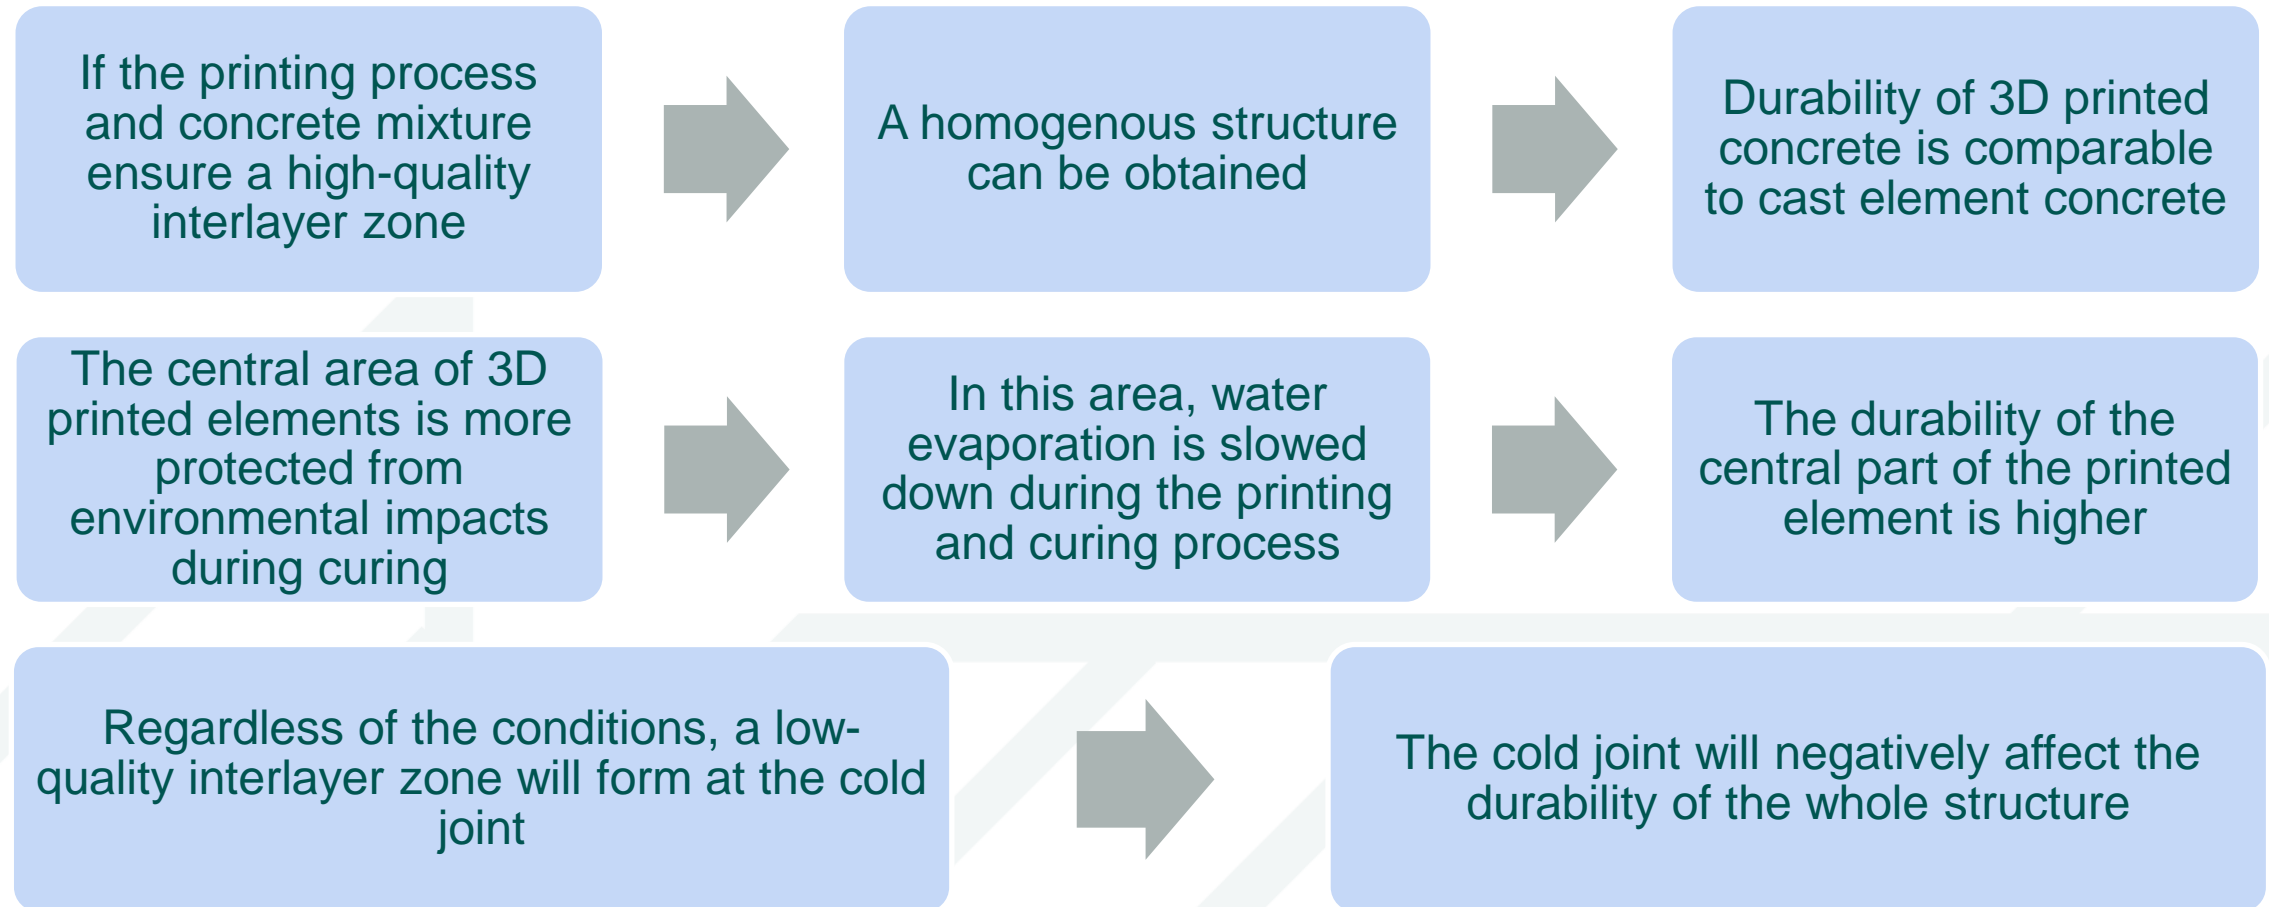 If the printing process
and concrete mixture
ensure a high-quality
interlayer zone
A homogenous structure
can be obtained
Durability of 3D printed
concrete is comparable
to cast element concrete
The central area of 3D
printed elements is more
protected from
environmental impacts
during curing
In this area, water
evaporation is slowed
down during the printing
and curing process
The durability of the
central part of the printed
element is higher
Regardless of the conditions, a low-
quality interlayer zone will form at the cold
joint
The cold joint will negatively affect the
durability of the whole structure